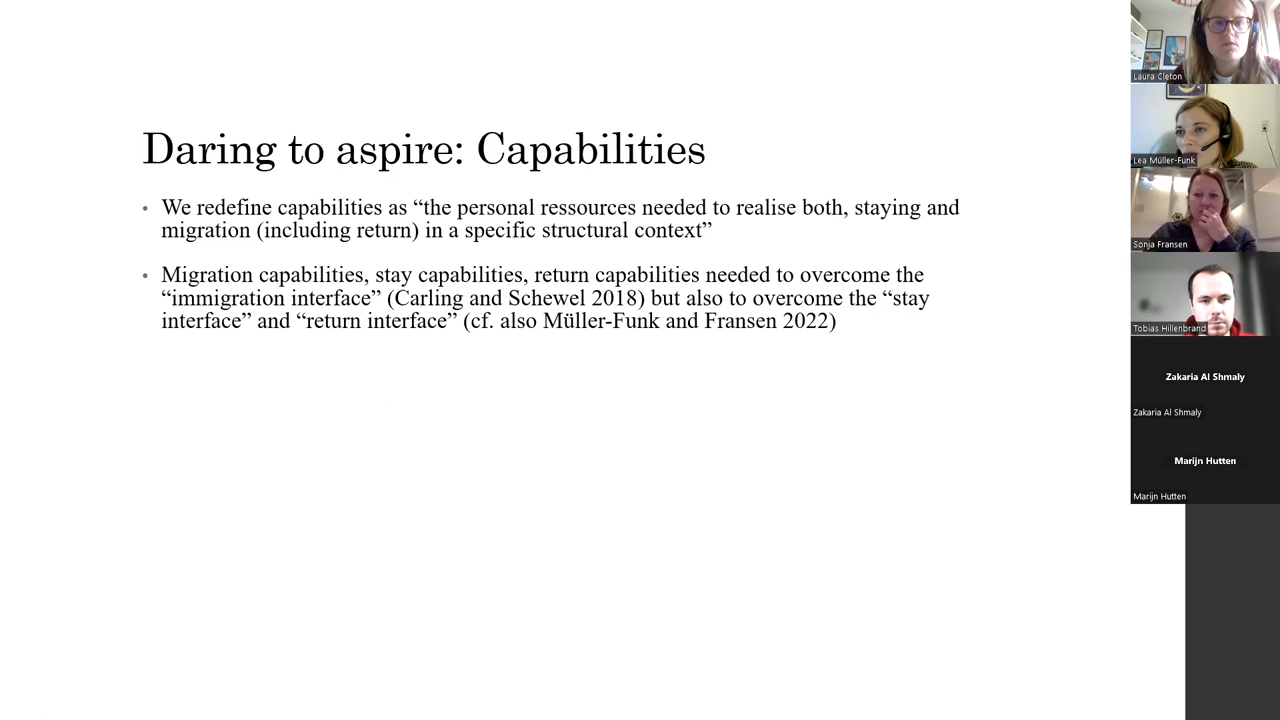 Daring to aspire: Capabilities
• We redefine capabilities as “the personal ressources needed to realise both, staying and
migration (including return) in a specific structural context”
• Migration capabilities, stay capabilities, return capabilities needed to overcome the
“immigration interface” (Carling and Schewel 2018) but also to overcome the “stay
interface” and “return interface” (cf. also Müller-Funk and Fransen 2022)
Laura Cleton
Lea Müller-Funk
Sonja Fransen
Tobias Hillenbrand
Zakaria Al Shmaly
Zakaria Al Shmaly
Marijn Hutten
Marijn Hutten